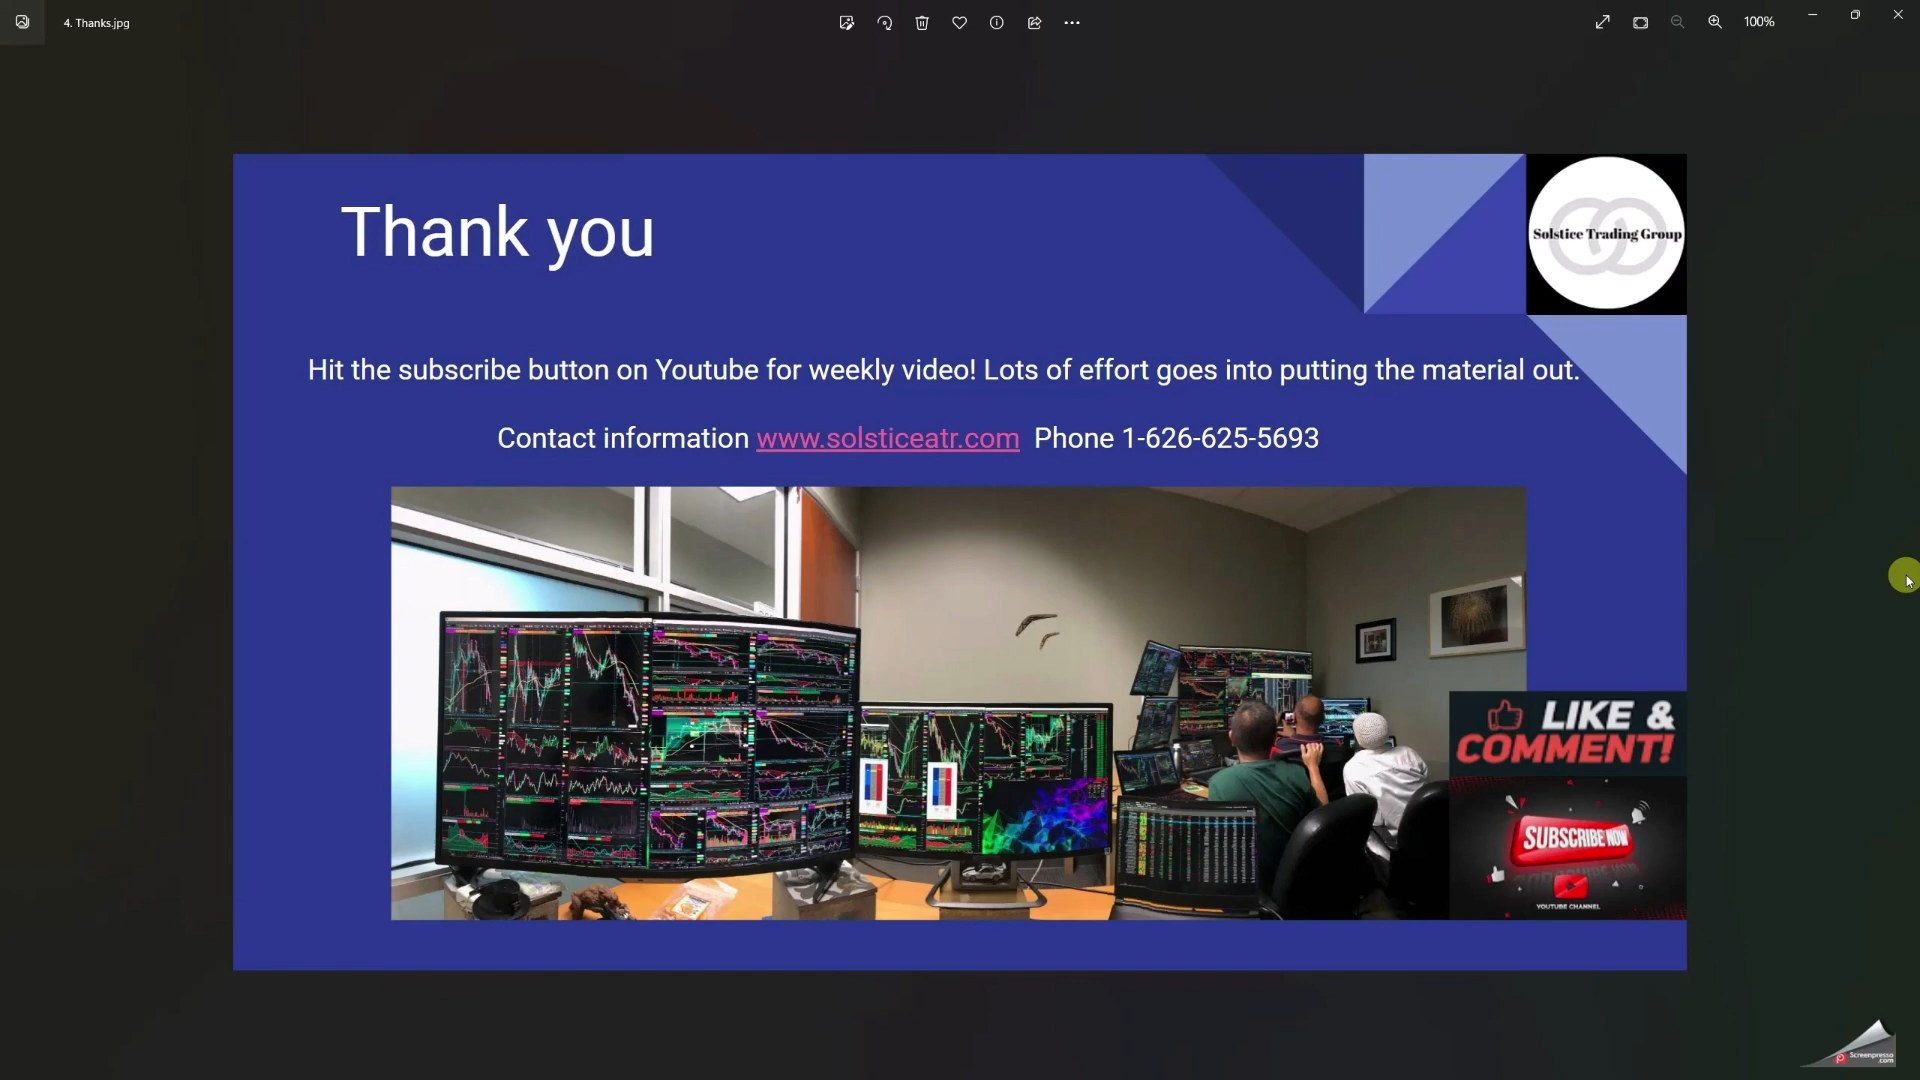 4. Thanks.jpg
100%
Thank you
Solstice Trading Group
Hit the subscribe button on Youtube for weekly video! Lots of effort goes into putting the material out.
Contact information www.solsticeatr.com Phone 1-626-625-5693
LIKE &
COMMENT!
SUBSCRIBE NOW
YOUTUBE CHANNEL
Screenpresso
.com